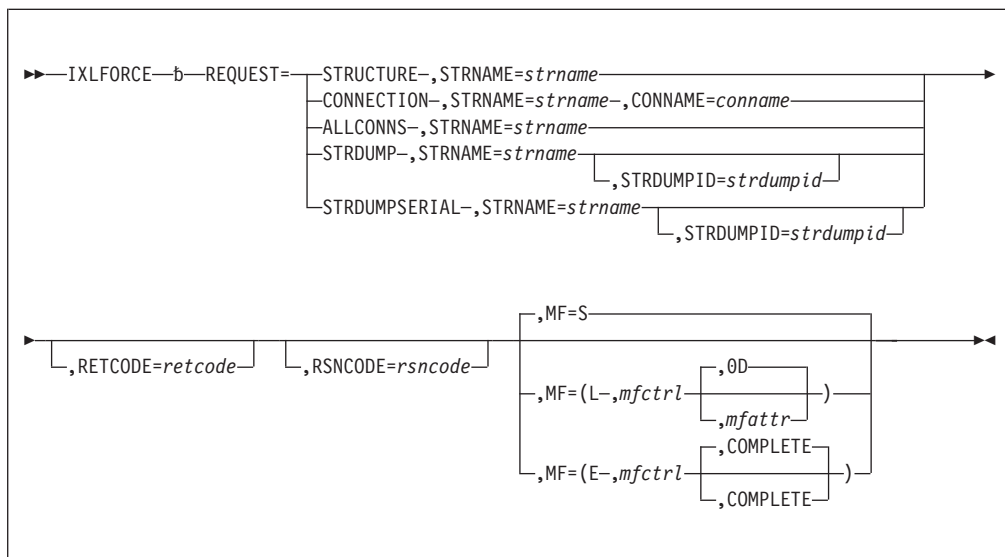 IXLFORCE ƀ REQUEST= STRUCTURE ,STRNAME=strname
CONNECTION ,STRNAME=strname ,CONNAME=conname
ALLCONNS ,STRNAME=strname
STRDUMP ,STRNAME=strname
,STRDUMPID=strdumpid
STRDUMPSERIAL ,STRNAME=strname
,STRDUMPID=strdumpid
,MF=S
,RETCODE=retcode ,RSNCODE=rsncode
,0D
,MF=(L ,mfctrl )
,mfattr
,COMPLETE
,MF=(E ,mfctrl )
,COMPLETE